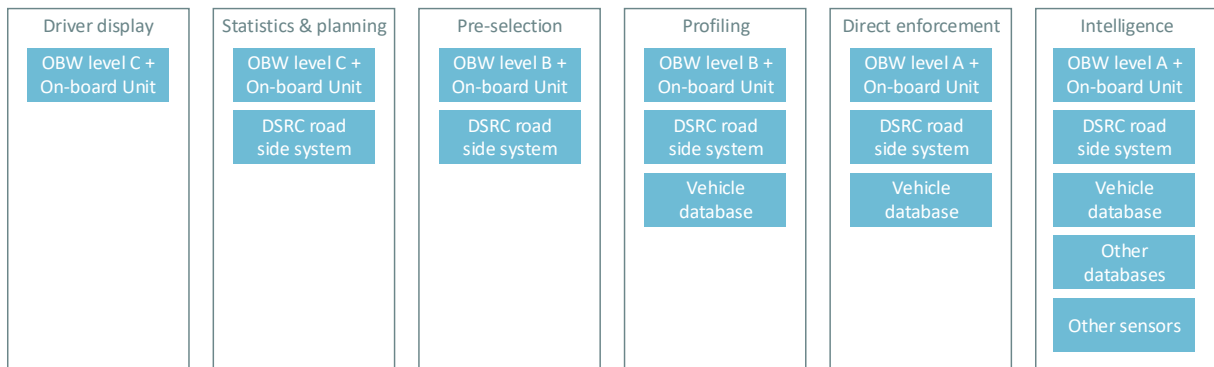 Driver display
OBW level C +
On-board Unit
Statistics & planning
OBW level C +
On-board Unit
DSRC road
side system
Pre-selection
OBW level B +
On-board Unit
DSRC road
side system
Profiling
OBW level B +
On-board Unit
DSRC road
side system
Vehicle
database
Direct enforcement
OBW level A +
On-board Unit
DSRC road
side system
Vehicle
database
Intelligence
OBW level A +
On-board Unit
DSRC road
side system
Vehicle
database
Other
databases
Other sensors